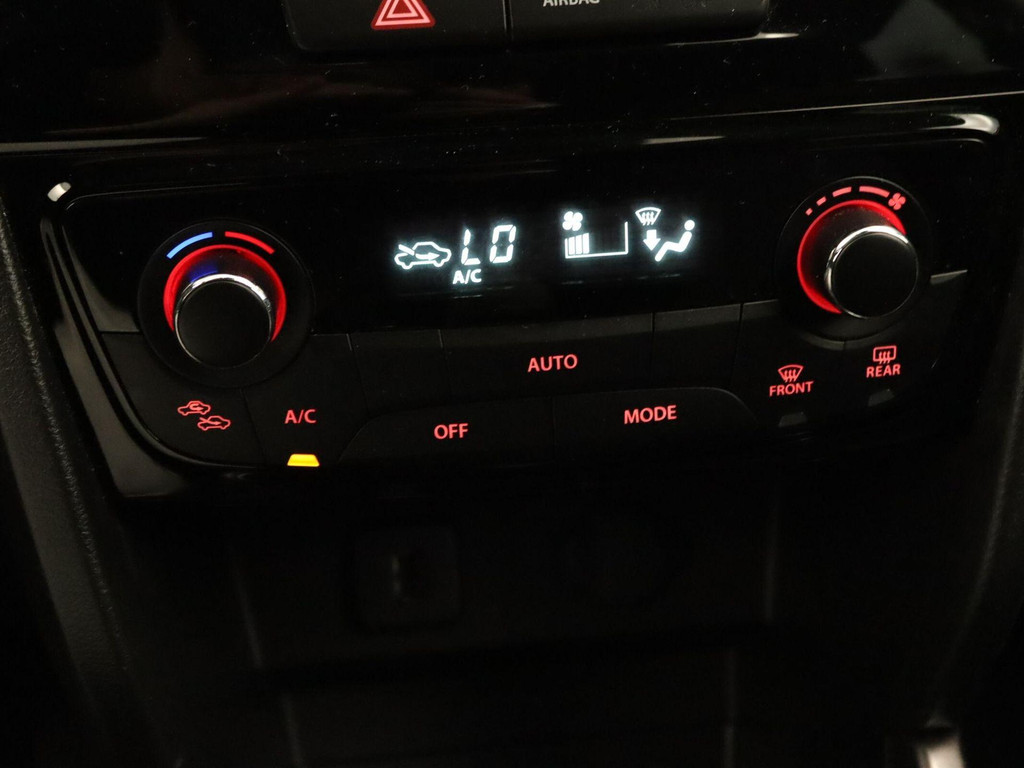 AIRBAG
LO
A/C
AUTO
A/C
OFF
MODE
FRONT
REAR